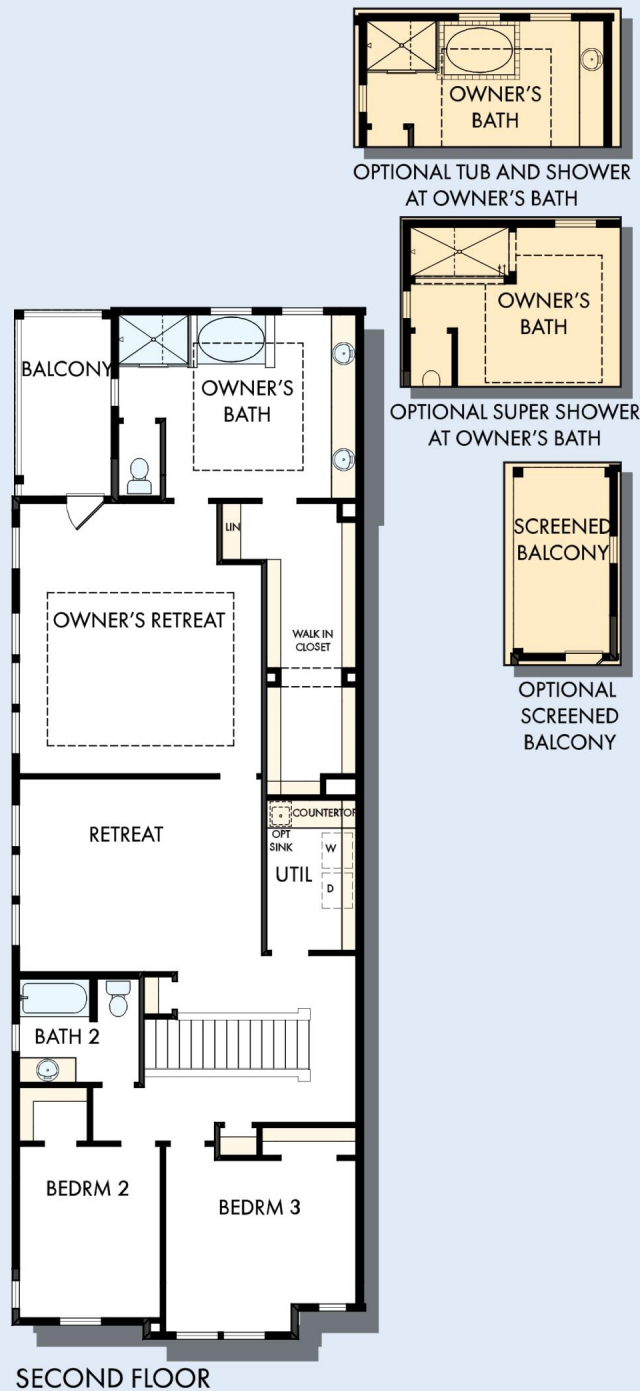 OWNER'S
BATH
OPTIONAL TUB AND SHOWER
AT OWNER'S BATH
OWNER'S
BATH
OPTIONAL SUPER SHOWER
AT OWNER'S BATH
SCREENED
BALCONY
OPTIONAL
SCREENED
BALCONY
BALCONY
OWNER'S
BATH
LIN
OWNER'S RETREAT
WALK IN
CLOSET
RETREAT
COUNTERTOP
OPT
SINK
W
UTIL
D
BATH 2
BEDRM 2
BEDRM 3
SECOND FLOOR